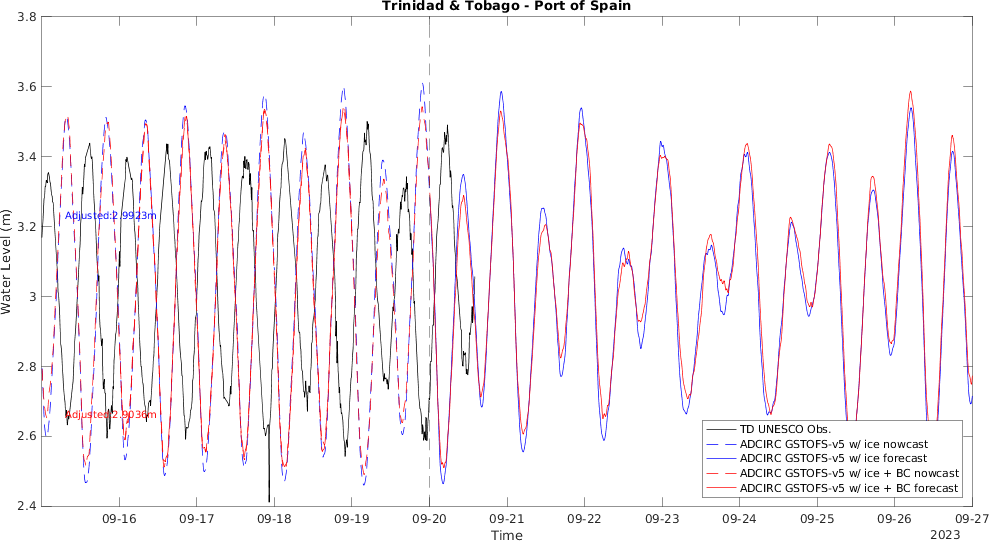 Trinidad & Tobago - Port of Spain
3.8
3.6
3.4
3.2
3
2.8
2.6
2.4
Water Level (m)
Adjusted:2.9923m
Adjusted:2.9036m
TD UNESCO Obs.
ADCIRC GSTOFS-v5 w/ ice nowcast
ADCIRC GSTOFS-v5 w/ ice forecast
ADCIRC GSTOFS-v5 w/ ice + BC nowcast
ADCIRC GSTOFS-v5 w/ ice + BC forecast
09-16 09-17 09-18 09-19 09-20 09-21 09-22 09-23 09-24 09-25 09-26 09-27
Time
2023